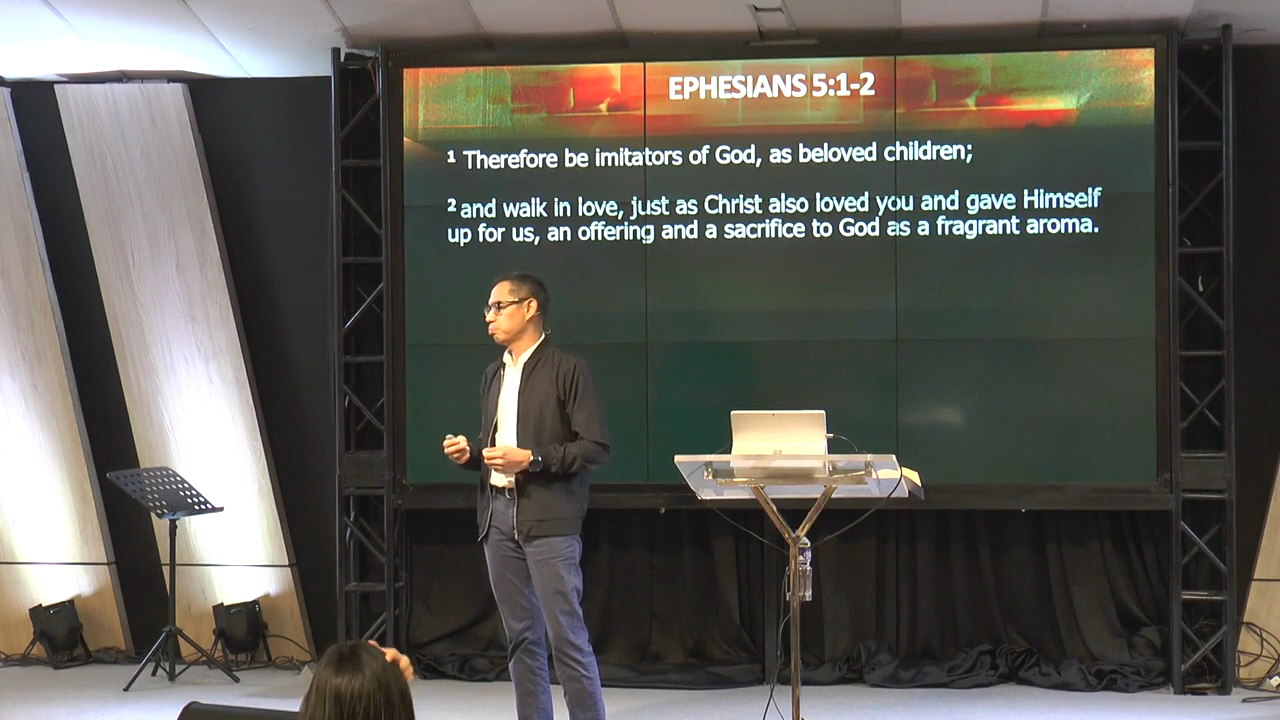 EPHESIANS 5:1-2
1 Therefore be imitators of God, as beloved children;
2 and walk in love, just as Christ also loved you and gave Himself
up for us, an offering and a sacrifice to God as a fragrant aroma.